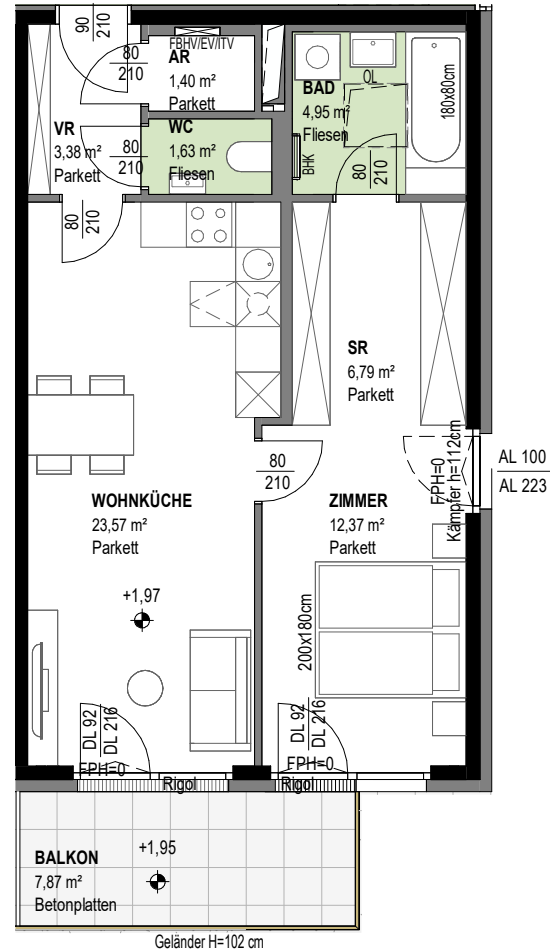 90
210
80
210
FBHV/EV/ITV
AR
1,40 m²
Parkett
VR
3,38 m²
Parkett
80
210
WC
1,63 m²
Fliesen
80
210
BAD
4,95 m²
Fliesen
OL
BHK
80
210
180x80cm
SR
6,79 m²
Parkett
80
210
WOHNKÜCHE
23,57 m²
Parkett
+1,97
ZIMMER
12,37 m²
Parkett
FPH=0
Kämpfer h=112cm
AL 100
AL 223
200x180cm
DL 92
DL 216
FPH=0
Rigol
DL 92
DL 216
FPH=0
Rigol
BALKON
7,87 m²
Betonplatten
+1,95
Geländer H=102 cm